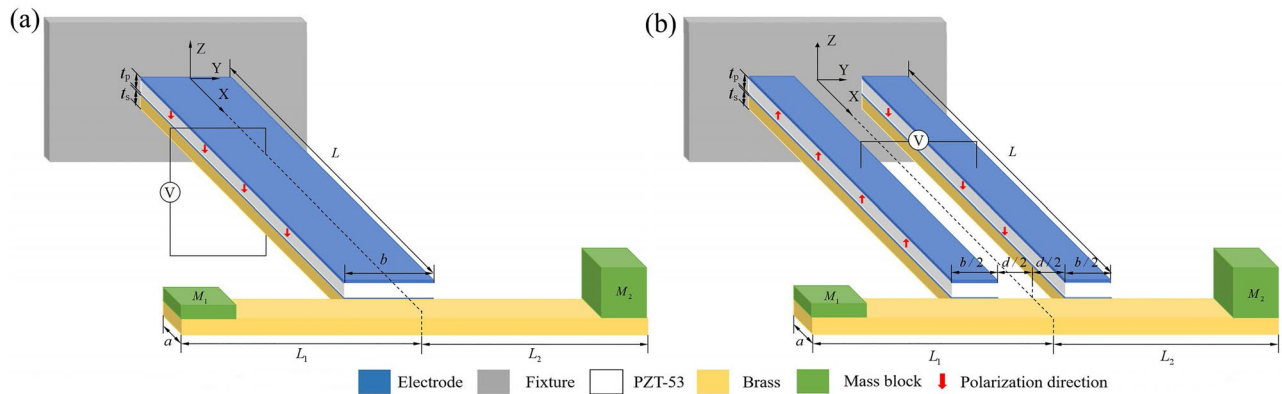 (a)
Z
Y
X
tp
ts
L
V
b
M1
M2
a
L1
L2
(b)
Z
Y
X
tp
ts
L
V
b/2 d/2 d/2 b/2
M1
M2
a
L1
L2
Electrode Fixture PZT-53 Brass Mass block Polarization direction